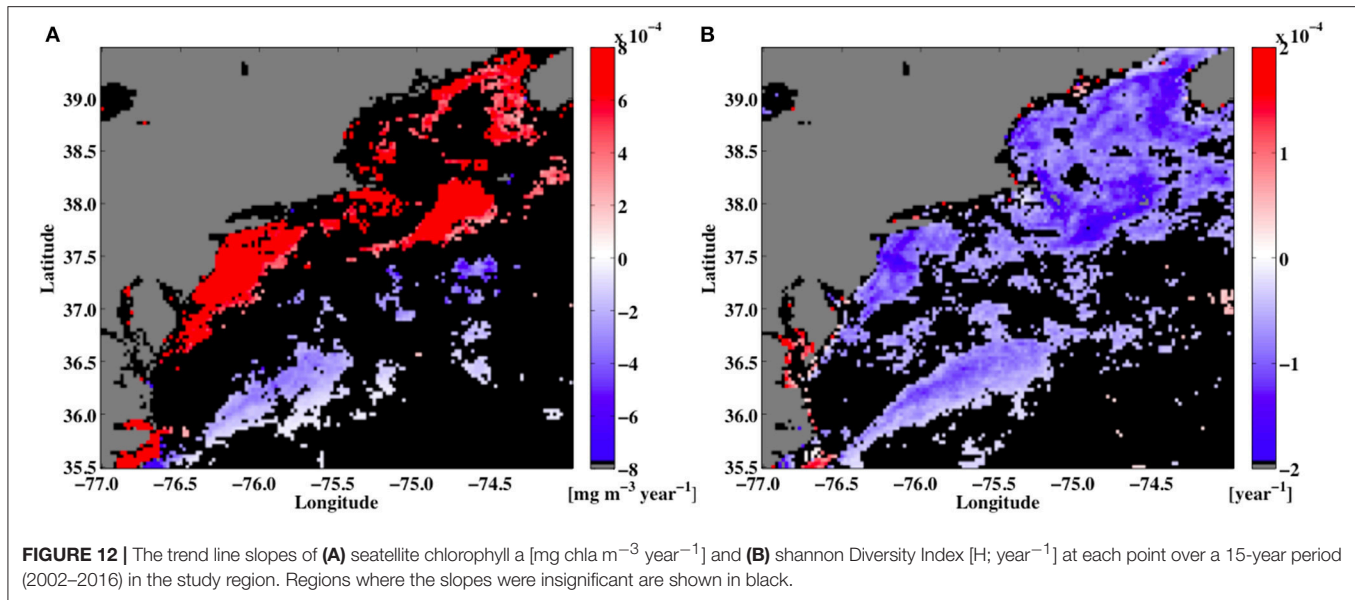 A
B
x 10⁻⁴
x 10⁻⁴
39.0
38.5
38.0
37.5
37.0
36.5
36.0
35.5
Latitude
−77.0 −76.5 −76.0 −75.5 −75.0 −74.5
Longitude
8
6
4
2
0
−2
−4
−6
−8
[mg m⁻³ year⁻¹]
39.0
38.5
38.0
37.5
37.0
36.5
36.0
35.5
Latitude
−77.0 −76.5 −76.0 −75.5 −75.0 −74.5
Longitude
2
1
0
−1
−2
[year⁻¹]
FIGURE 12 | The trend line slopes of (A) seatellite chlorophyll a [mg chla m⁻³ year⁻¹] and (B) shannon Diversity Index [H; year⁻¹] at each point over a 15-year period
(2002–2016) in the study region. Regions where the slopes were insignificant are shown in black.